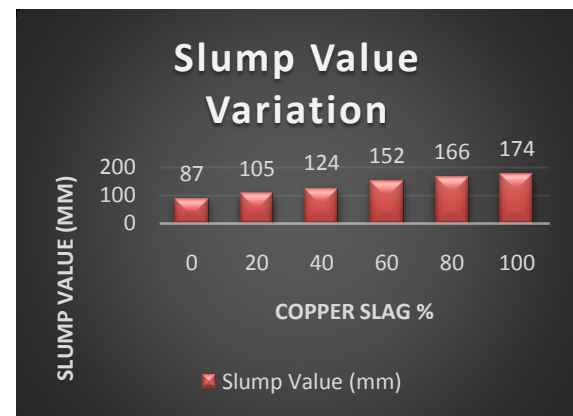 Slump Value
Variation
87 105 124 152 166 174
200
100
0
SLUMP VALUE (MM)
0 20 40 60 80 100
COPPER SLAG %
Slump Value (mm)